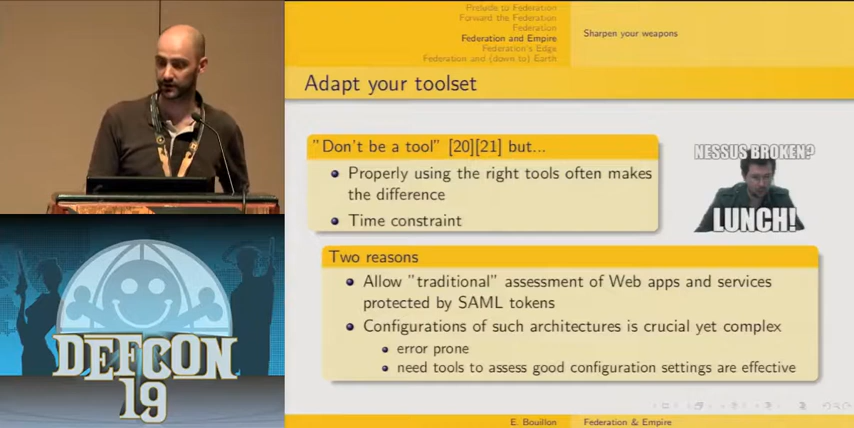 Prelude to Federation
Forward the Federation
Federation
Federation and Empire
Federation's Edge
Federation and (down to) Earth
Sharpen your weapons
Adapt your toolset
"Don't be a tool" [20][21] but...
Properly using the right tools often makes
the difference
Time constraint
NESSUS BROKEN?
LUNCH!
Two reasons
Allow "traditional" assessment of Web apps and services
protected by SAML tokens
Configurations of such architectures is crucial yet complex
error prone
need tools to assess good configuration settings are effective
E. Bouillon
Federation & Empire
DEFCON
19